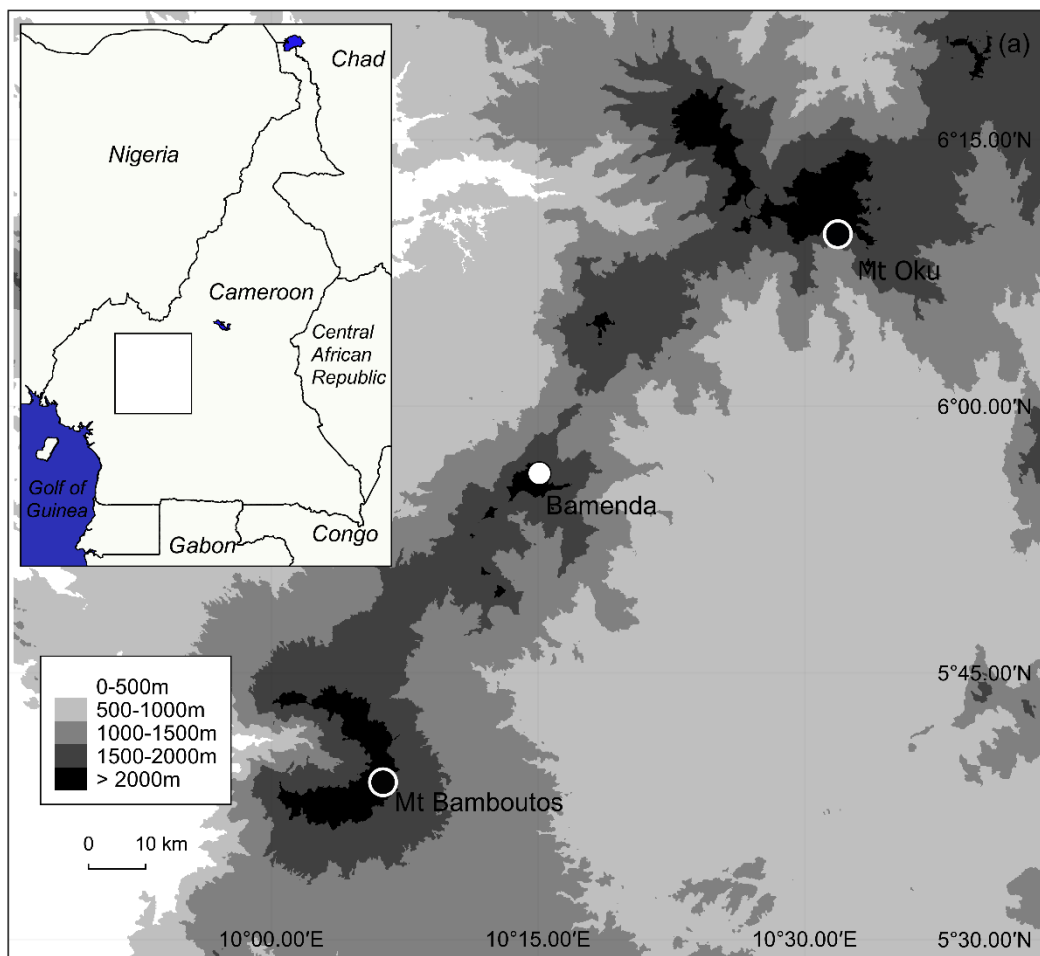 Chad
(a)
Nigeria
6°15.00'N
Mt Oku
Cameroon
Central
African
Republic
6°00.00'N
Bamenda
Golf of
Guinea
Gabon
Congo
5°45.00'N
0-500m
500-1000m
1000-1500m
1500-2000m
> 2000m
Mt Bamboutos
0 10 km
10°00.00'E 10°15.00'E 10°30.00'E 5°30.00'N